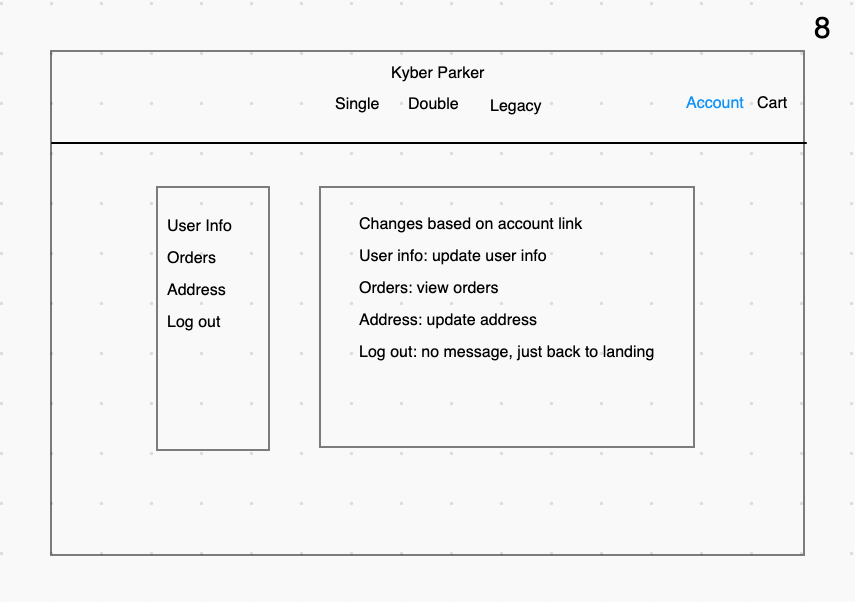 8
Kyber Parker
Single Double Legacy Account Cart
User Info
Orders
Address
Log out
Changes based on account link
User info: update user info
Orders: view orders
Address: update address
Log out: no message, just back to landing